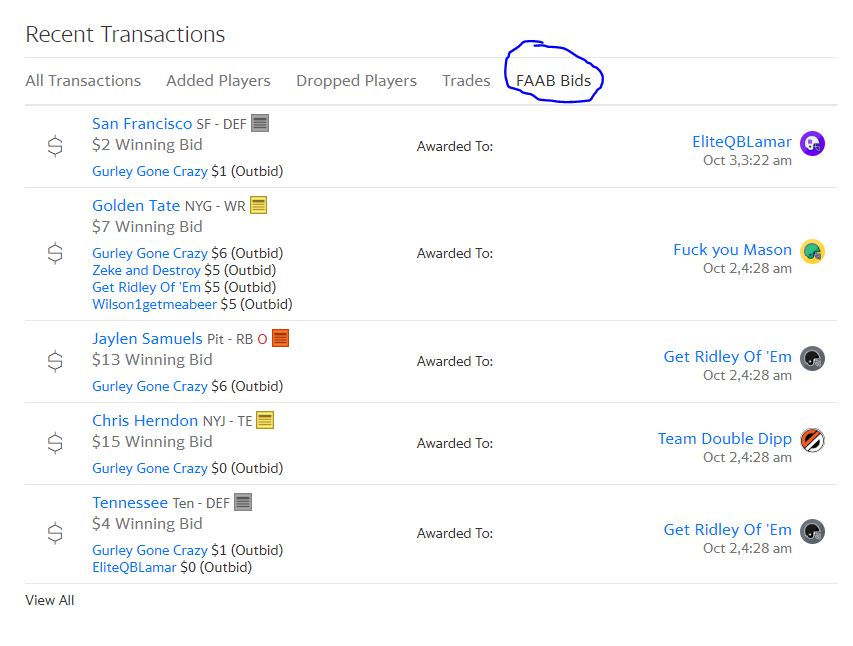 Recent Transactions
All Transactions Added Players Dropped Players Trades FAAB Bids
San Francisco SF - DEF
$2 Winning Bid
Gurley Gone Crazy $1 (Outbid)
Awarded To:
EliteQBLamar
Oct 3,3:22 am
Golden Tate NYG - WR
$7 Winning Bid
Gurley Gone Crazy $6 (Outbid)
Zeke and Destroy $5 (Outbid)
Get Ridley Of 'Em $5 (Outbid)
Wilson1getmeabeer $5 (Outbid)
Awarded To:
Fuck you Mason
Oct 2,4:28 am
Jaylen Samuels Pit - RB O
$13 Winning Bid
Gurley Gone Crazy $6 (Outbid)
Awarded To:
Get Ridley Of 'Em
Oct 2,4:28 am
Chris Herndon NYJ - TE
$15 Winning Bid
Gurley Gone Crazy $0 (Outbid)
Awarded To:
Team Double Dipp
Oct 2,4:28 am
Tennessee Ten - DEF
$4 Winning Bid
Gurley Gone Crazy $1 (Outbid)
EliteQBLamar $0 (Outbid)
Awarded To:
Get Ridley Of 'Em
Oct 2,4:28 am
View All